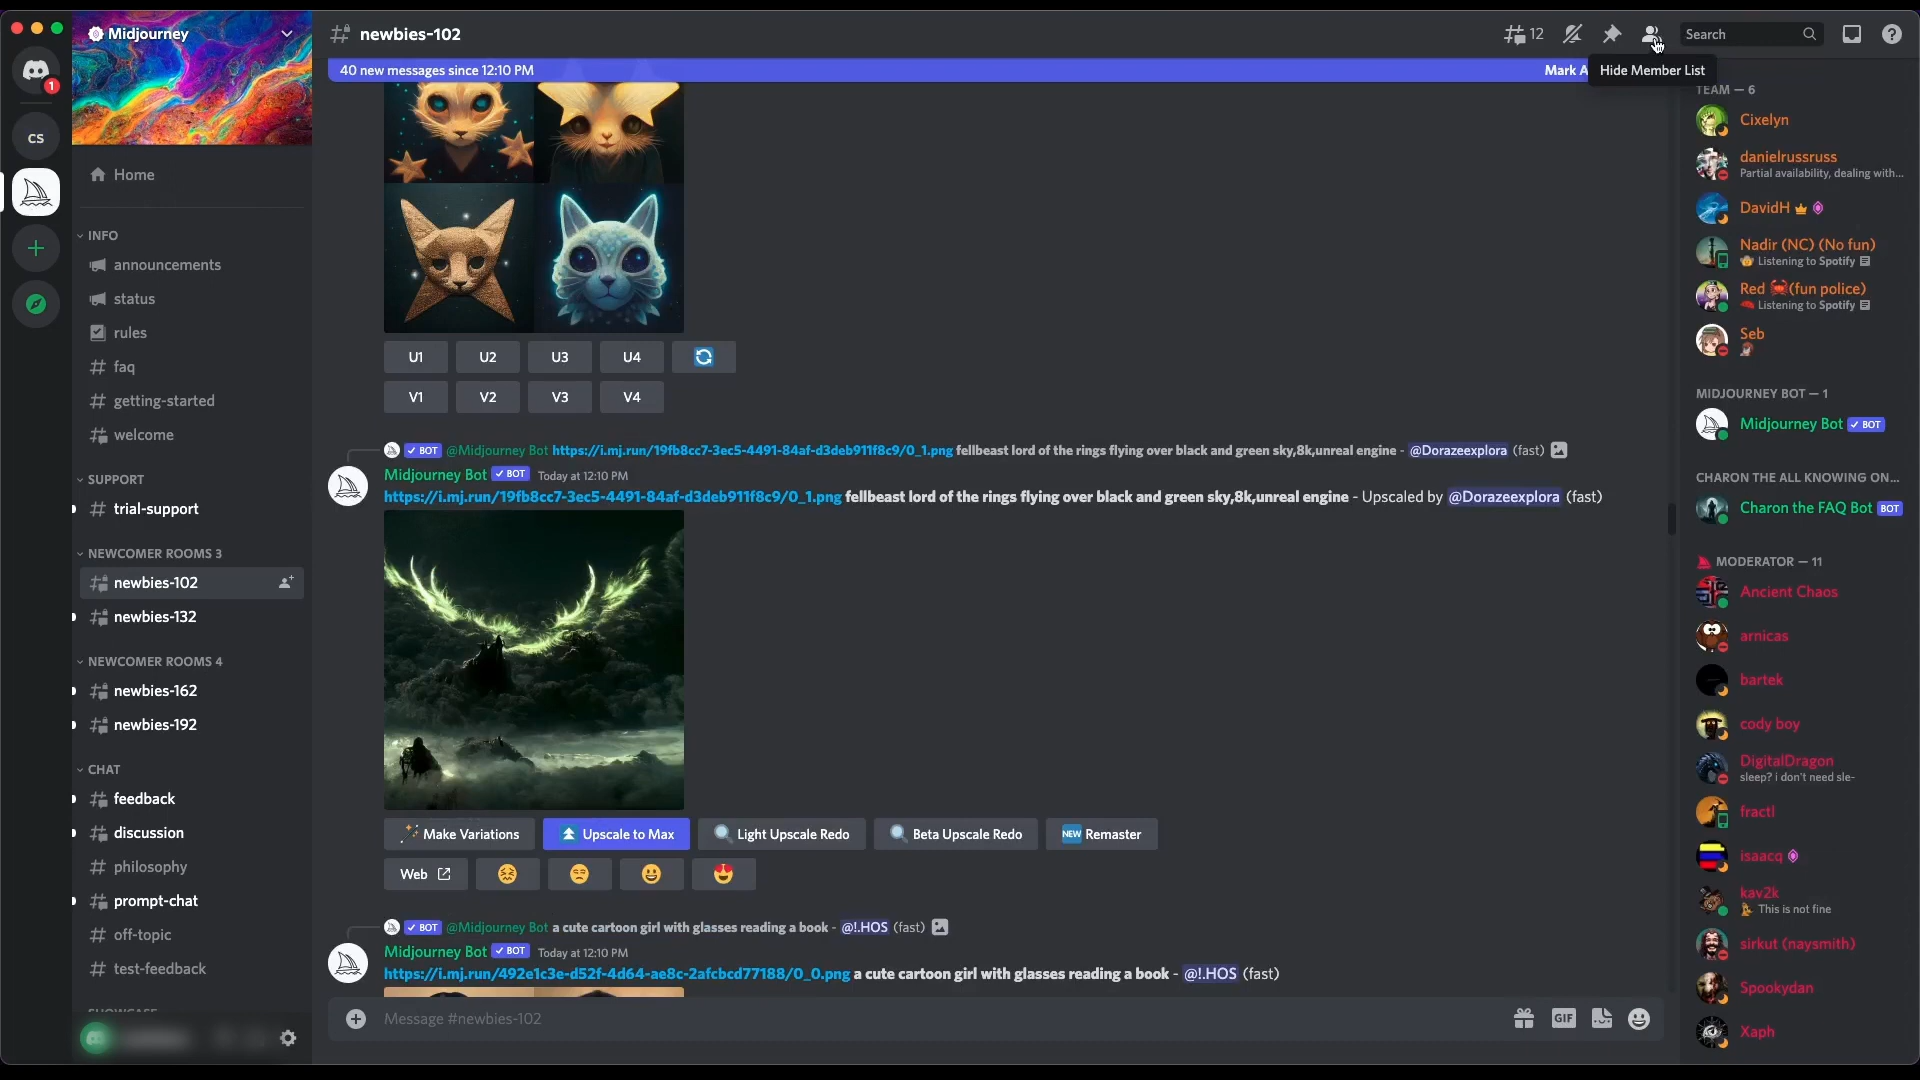 Midjourney
newbies-102
12
Search
Hide Member List
40 new messages since 12:10 PM
Mark A
1
CS
Home
INFO
announcements
status
rules
faq
getting-started
welcome
SUPPORT
trial-support
NEWCOMER ROOMS 3
newbies-102
newbies-132
NEWCOMER ROOMS 4
newbies-162
newbies-192
CHAT
feedback
discussion
philosophy
prompt-chat
off-topic
test-feedback
U1 U2 U3 U4
V1 V2 V3 V4
BOT @Midjourney Bot https://i.mj.run/19fb8cc7-3ec5-4491-84af-d3deb911f8c9/0_1.png fellbeast lord of the rings flying over black and green sky,8k,unreal engine - @Dorazeexplora (fast)
Midjourney Bot BOT Today at 12:10 PM
https://i.mj.run/19fb8cc7-3ec5-4491-84af-d3deb911f8c9/0_1.png fellbeast lord of the rings flying over black and green sky,8k,unreal engine - Upscaled by @Dorazeexplora (fast)
Make Variations Upscale to Max Light Upscale Redo Beta Upscale Redo NEW Remaster
Web
BOT @Midjourney Bot a cute cartoon girl with glasses reading a book - @!.HOS (fast)
Midjourney Bot BOT Today at 12:10 PM
https://i.mj.run/492e1c3e-d52f-4d64-ae8c-2afcbcd77188/0_0.png a cute cartoon girl with glasses reading a book - @!.HOS (fast)
Message #newbies-102
GIF
TEAM — 6
Cixelyn
danielrussruss
Partial availability, dealing with...
DavidH
Nadir (NC) (No fun)
Listening to Spotify
Red 🦀(fun police)
Listening to Spotify
Seb
MIDJOURNEY BOT — 1
Midjourney Bot BOT
CHARON THE ALL KNOWING ON...
Charon the FAQ Bot BOT
MODERATOR — 11
Ancient Chaos
arnicas
bartek
cody boy
DigitalDragon
sleep? i don't need sle-
fractl
isaacq
kav2k
This is not fine
sirkut (naysmith)
Spookydan
Xaph